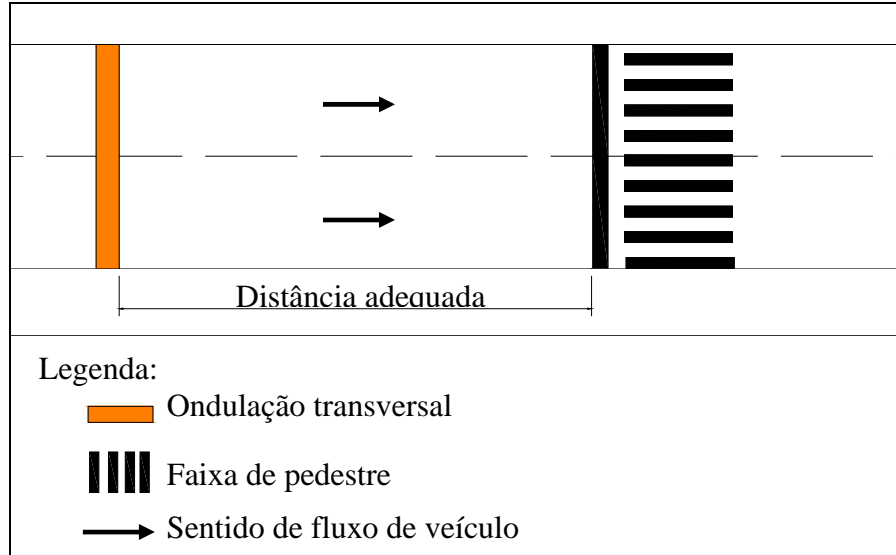 Distância adequada
Legenda:
Ondulação transversal
Faixa de pedestre
Sentido de fluxo de veículo